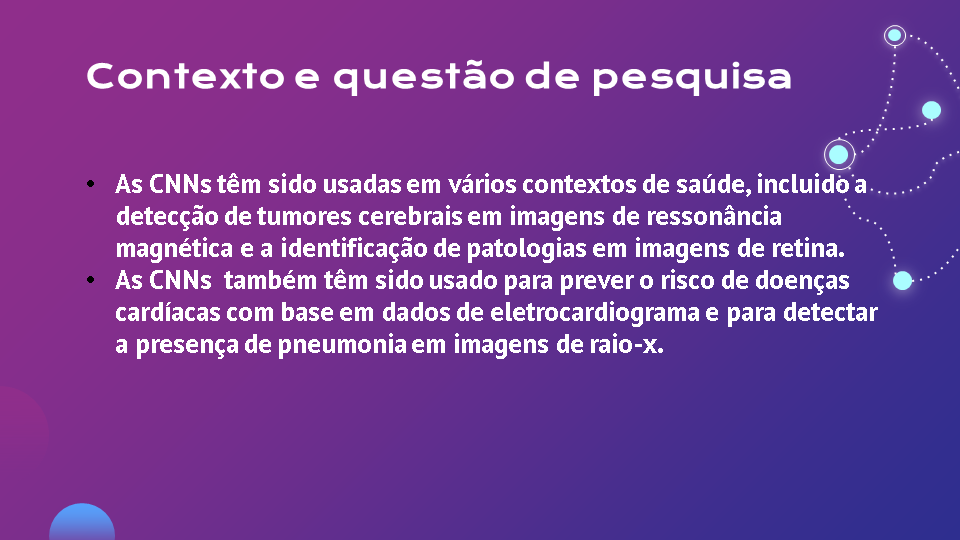 Contexto e questão de pesquisa
• As CNNs têm sido usadas em vários contextos de saúde, incluido a
detecção de tumores cerebrais em imagens de ressonância
magnética e a identificação de patologias em imagens de retina.
• As CNNs também têm sido usado para prever o risco de doenças
cardíacas com base em dados de eletrocardiograma e para detectar
a presença de pneumonia em imagens de raio-x.